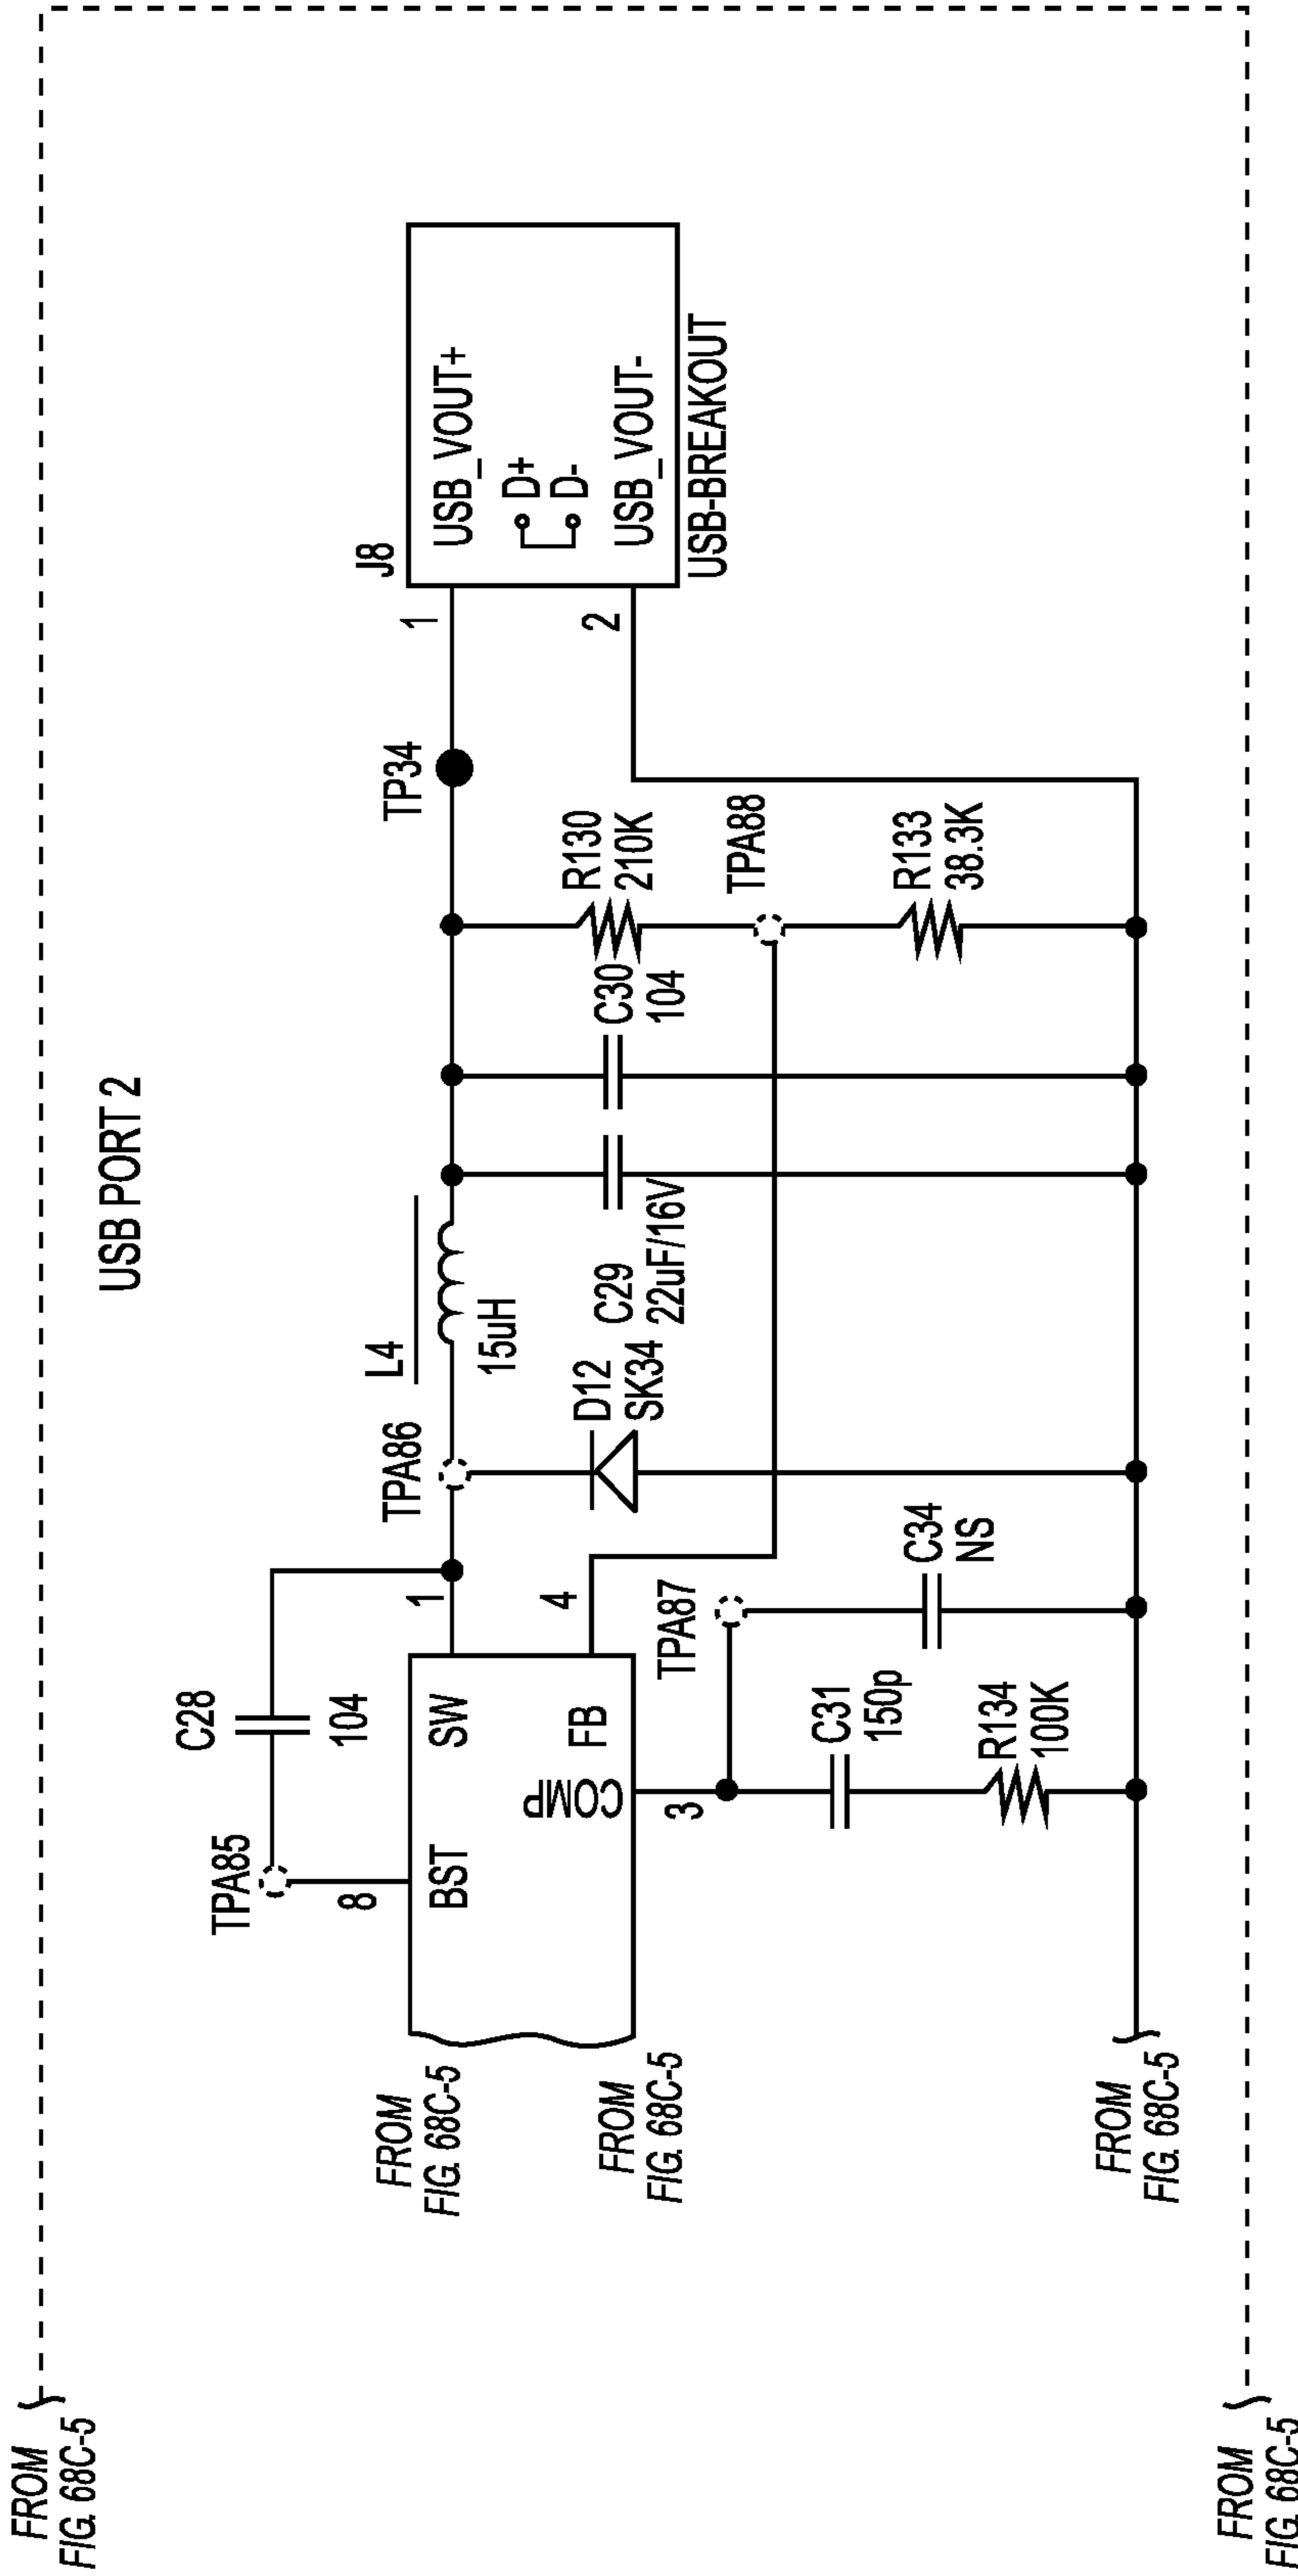 USB PORT 2
TPA85
C28
104
8
BST
SW
1
FB
4
COMP
3
TPA86
L4
15uH
TP34
1
J8
USB_VOUT+
D+
D-
USB_VOUT-
USB-BREAKOUT
2
D12
SK34
C29
22uF/16V
C30
104
R130
210K
TPA88
R133
38.3K
TPA87
C34
NS
C31
150p
R134
100K
FROM
FIG. 68C-5
FROM
FIG. 68C-5
FROM
FIG. 68C-5
FROM
FIG. 68C-5
FROM
FIG. 68C-5